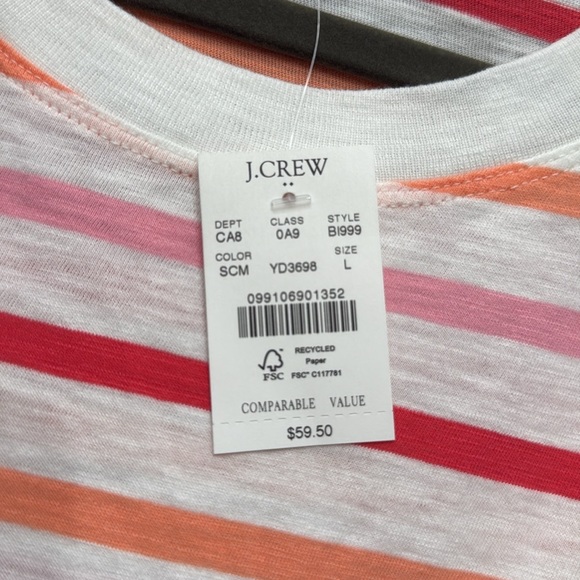 J.CREW
DEPT CLASS STYLE
CA8 0A9 BI999
COLOR SIZE
SCM YD3698 L
099106901352
RECYCLED
Paper
FSC FSC® C117781
COMPARABLE VALUE
$59.50